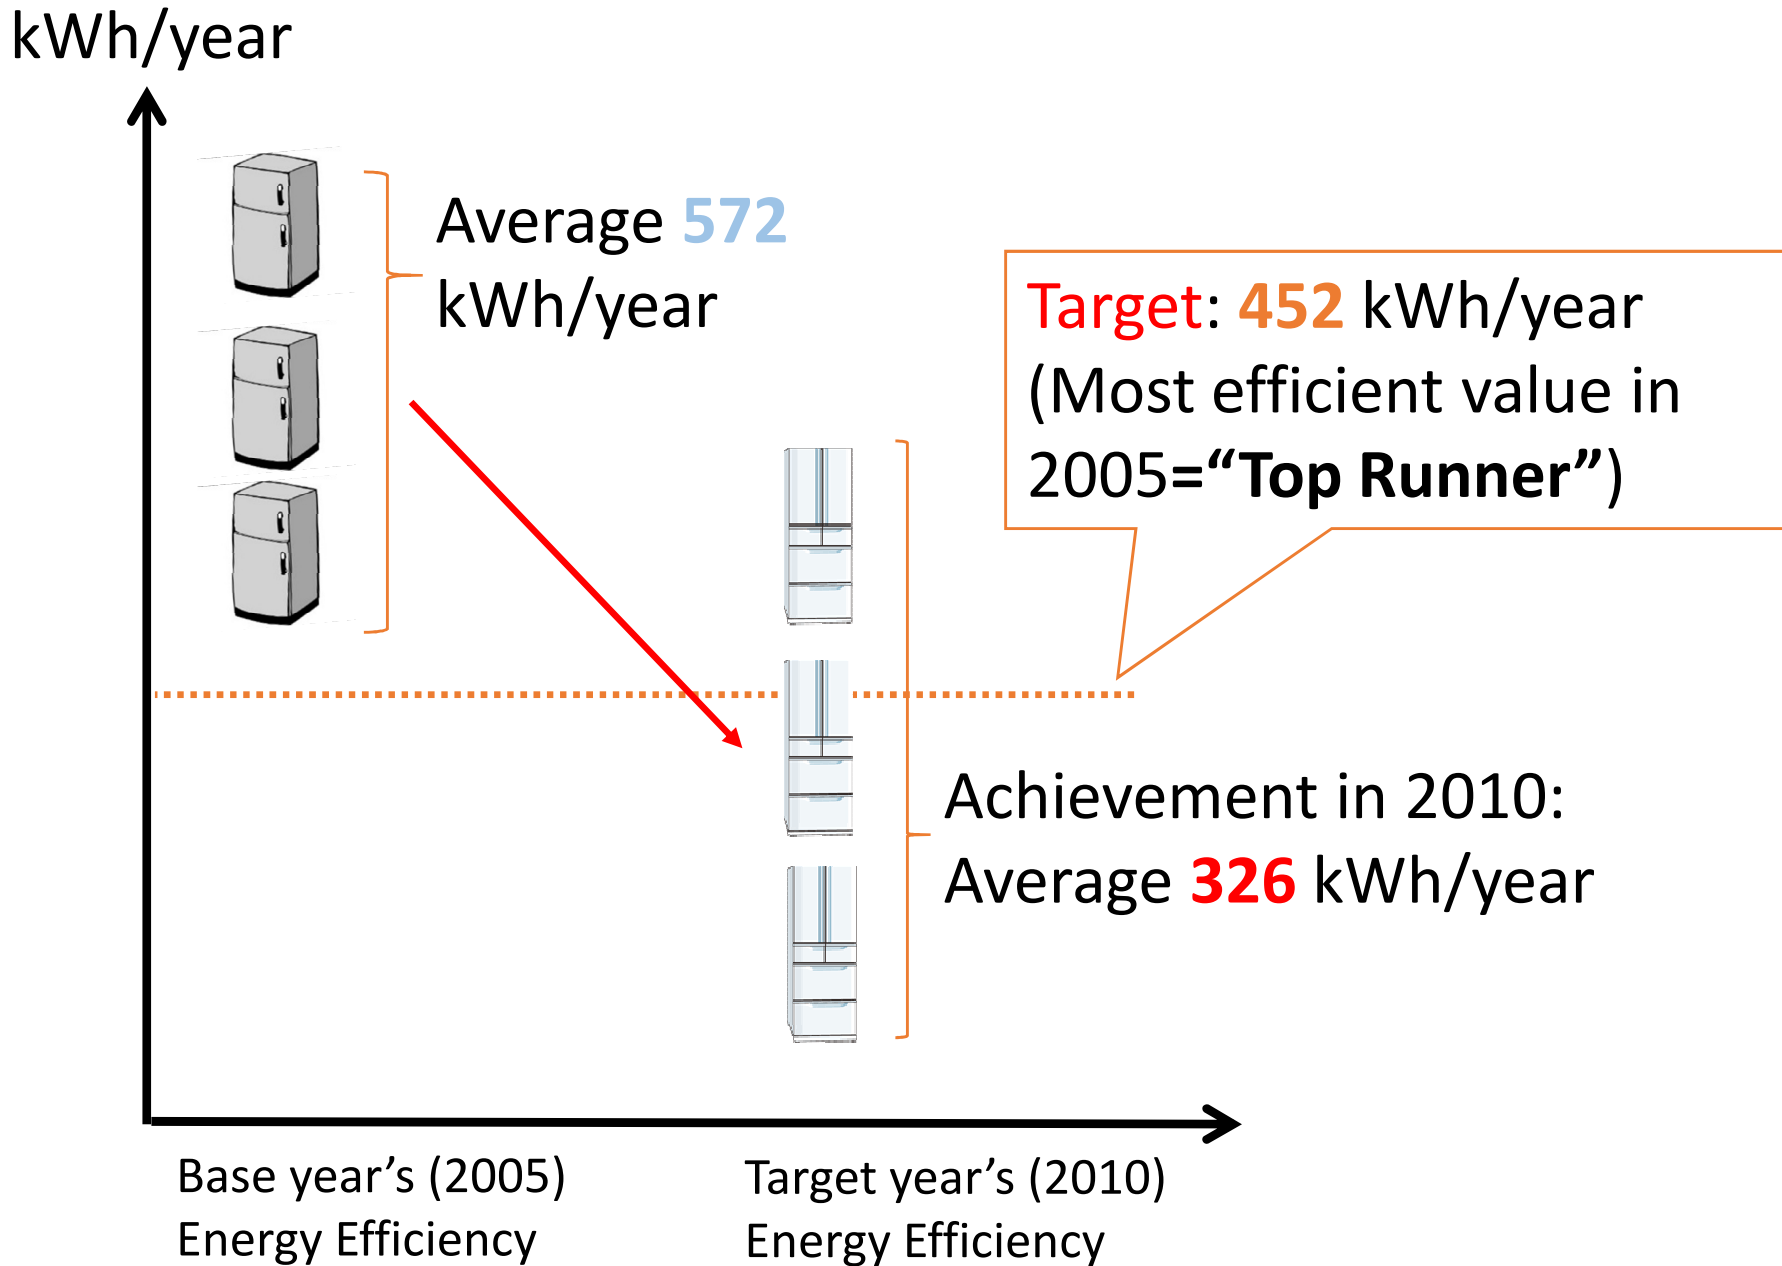 kWh/year
Average 572
kWh/year
Target: 452 kWh/year
(Most efficient value in
2005=“Top Runner”)
Achievement in 2010:
Average 326 kWh/year
Base year’s (2005)
Energy Efficiency
Target year’s (2010)
Energy Efficiency